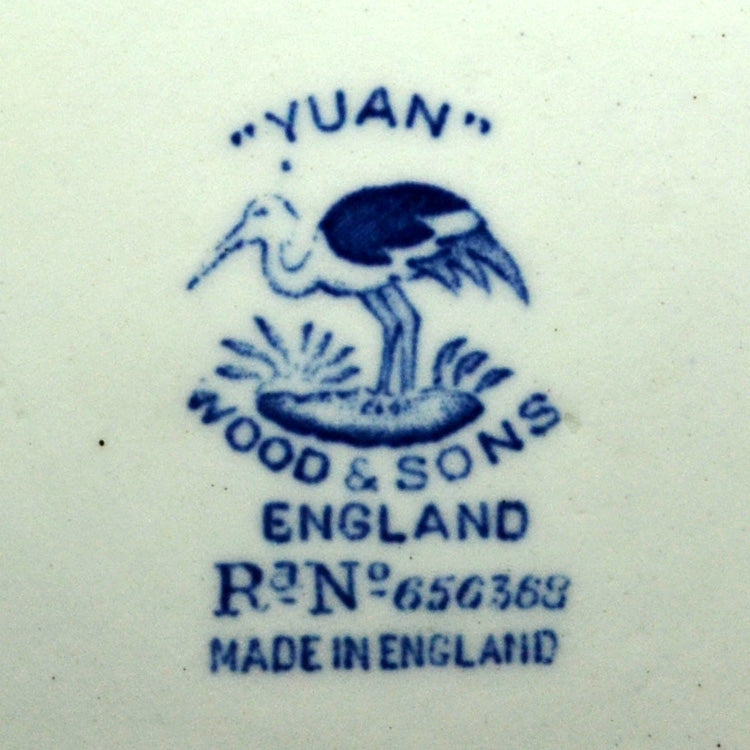 "YUAN"
WOOD & SONS
ENGLAND
Rd No 656368
MADE IN ENGLAND